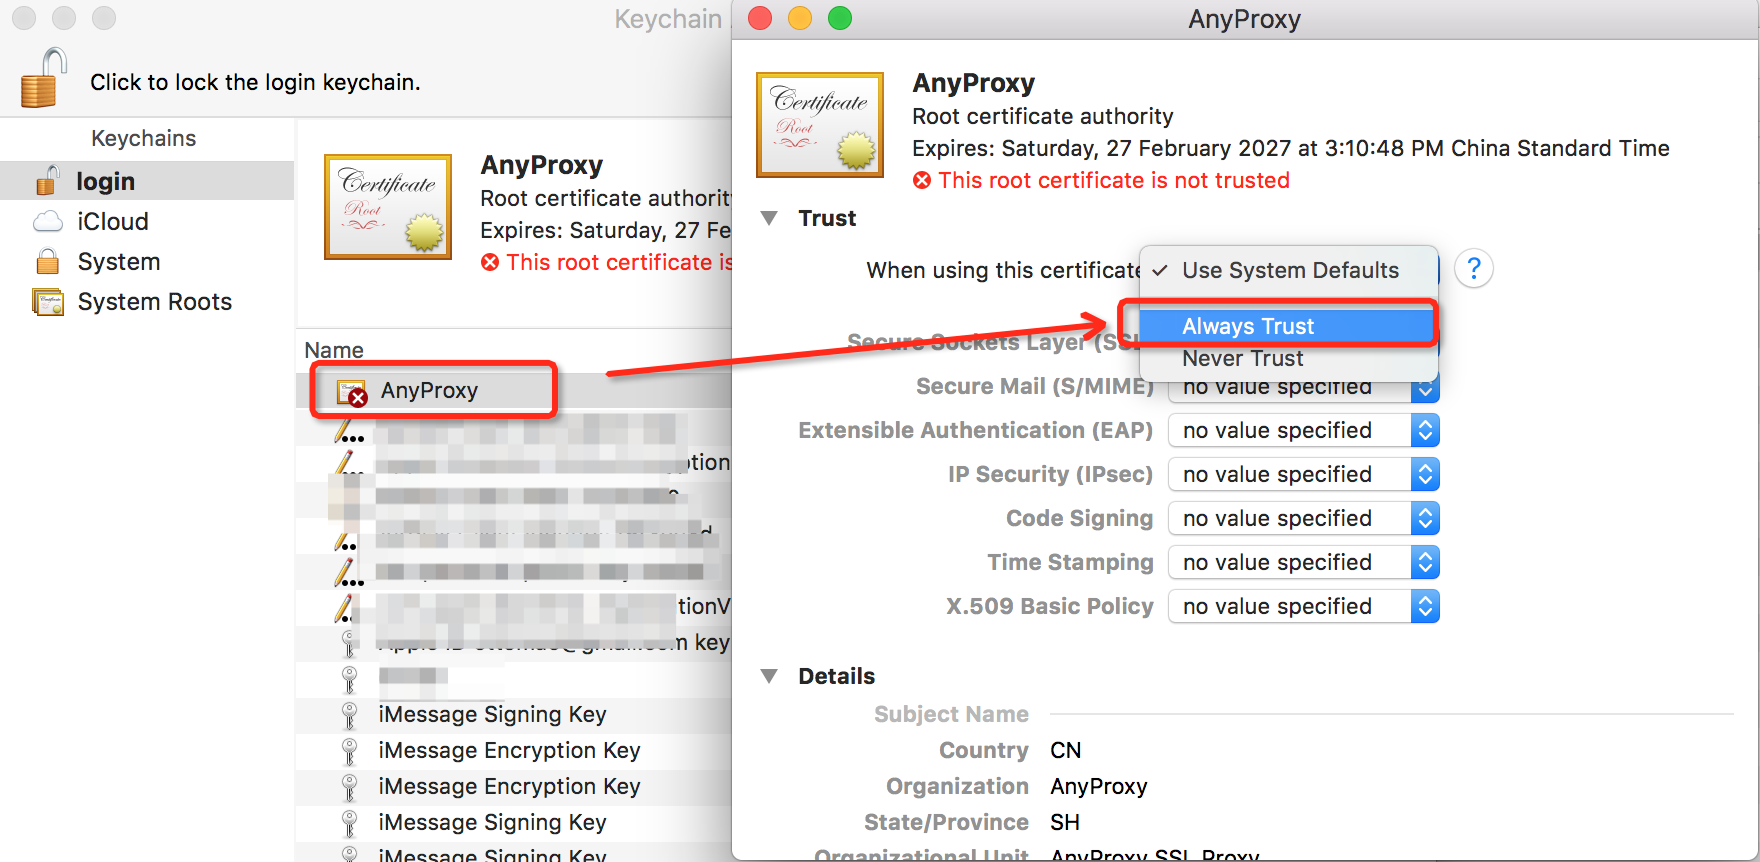 Keychain
Click to lock the login keychain.
Keychains
login
iCloud
System
System Roots
Certificate
Root
AnyProxy
Root certificate authority
Expires: Saturday, 27 Fe
This root certificate is
Name
AnyProxy
ption
tionV
key
iMessage Signing Key
iMessage Encryption Key
iMessage Encryption Key
iMessage Signing Key
iMessage Signing Key
AnyProxy
Certificate
Root
AnyProxy
Root certificate authority
Expires: Saturday, 27 February 2027 at 3:10:48 PM China Standard Time
This root certificate is not trusted
Trust
When using this certificate
Use System Defaults
?
Always Trust
Never Trust
Secure Sockets Layer (SSL
Secure Mail (S/MIME) no value specified
Extensible Authentication (EAP) no value specified
IP Security (IPsec) no value specified
Code Signing no value specified
Time Stamping no value specified
X.509 Basic Policy no value specified
Details
Subject Name
Country CN
Organization AnyProxy
State/Province SH
Organizational Unit AnyProxy SSL Proxy